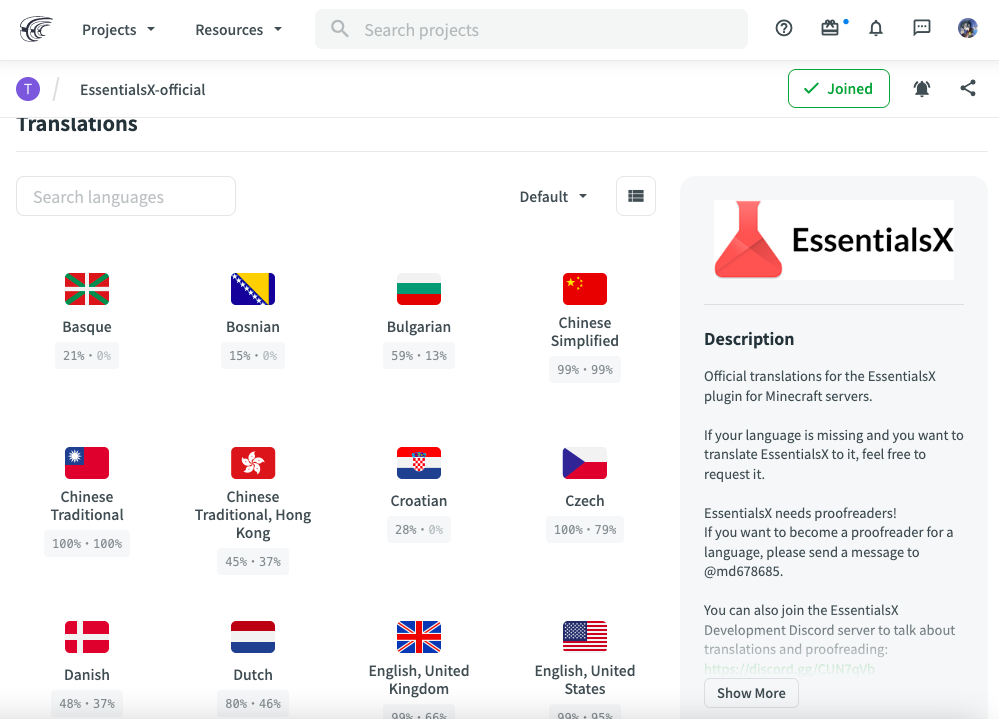 Projects
Resources
Search projects
T
/
EssentialsX-official
Joined
Translations
Search languages
Default
Basque
21% • 0%
Bosnian
15% • 0%
Bulgarian
59% • 13%
Chinese
Simplified
99% • 99%
Chinese
Traditional
100% • 100%
Chinese
Traditional, Hong
Kong
45% • 37%
Croatian
28% • 0%
Czech
100% • 79%
Danish
48% • 37%
Dutch
80% • 46%
English, United
Kingdom
99% • 66%
English, United
States
99% • 95%
EssentialsX
Description
Official translations for the EssentialsX
plugin for Minecraft servers.
If your language is missing and you want to
translate EssentialsX to it, feel free to
request it.
EssentialsX needs proofreaders!
If you want to become a proofreader for a
language, please send a message to
@md678685.
You can also join the EssentialsX
Development Discord server to talk about
translations and proofreading:
https://discord.gg/CUN7qVb
Show More